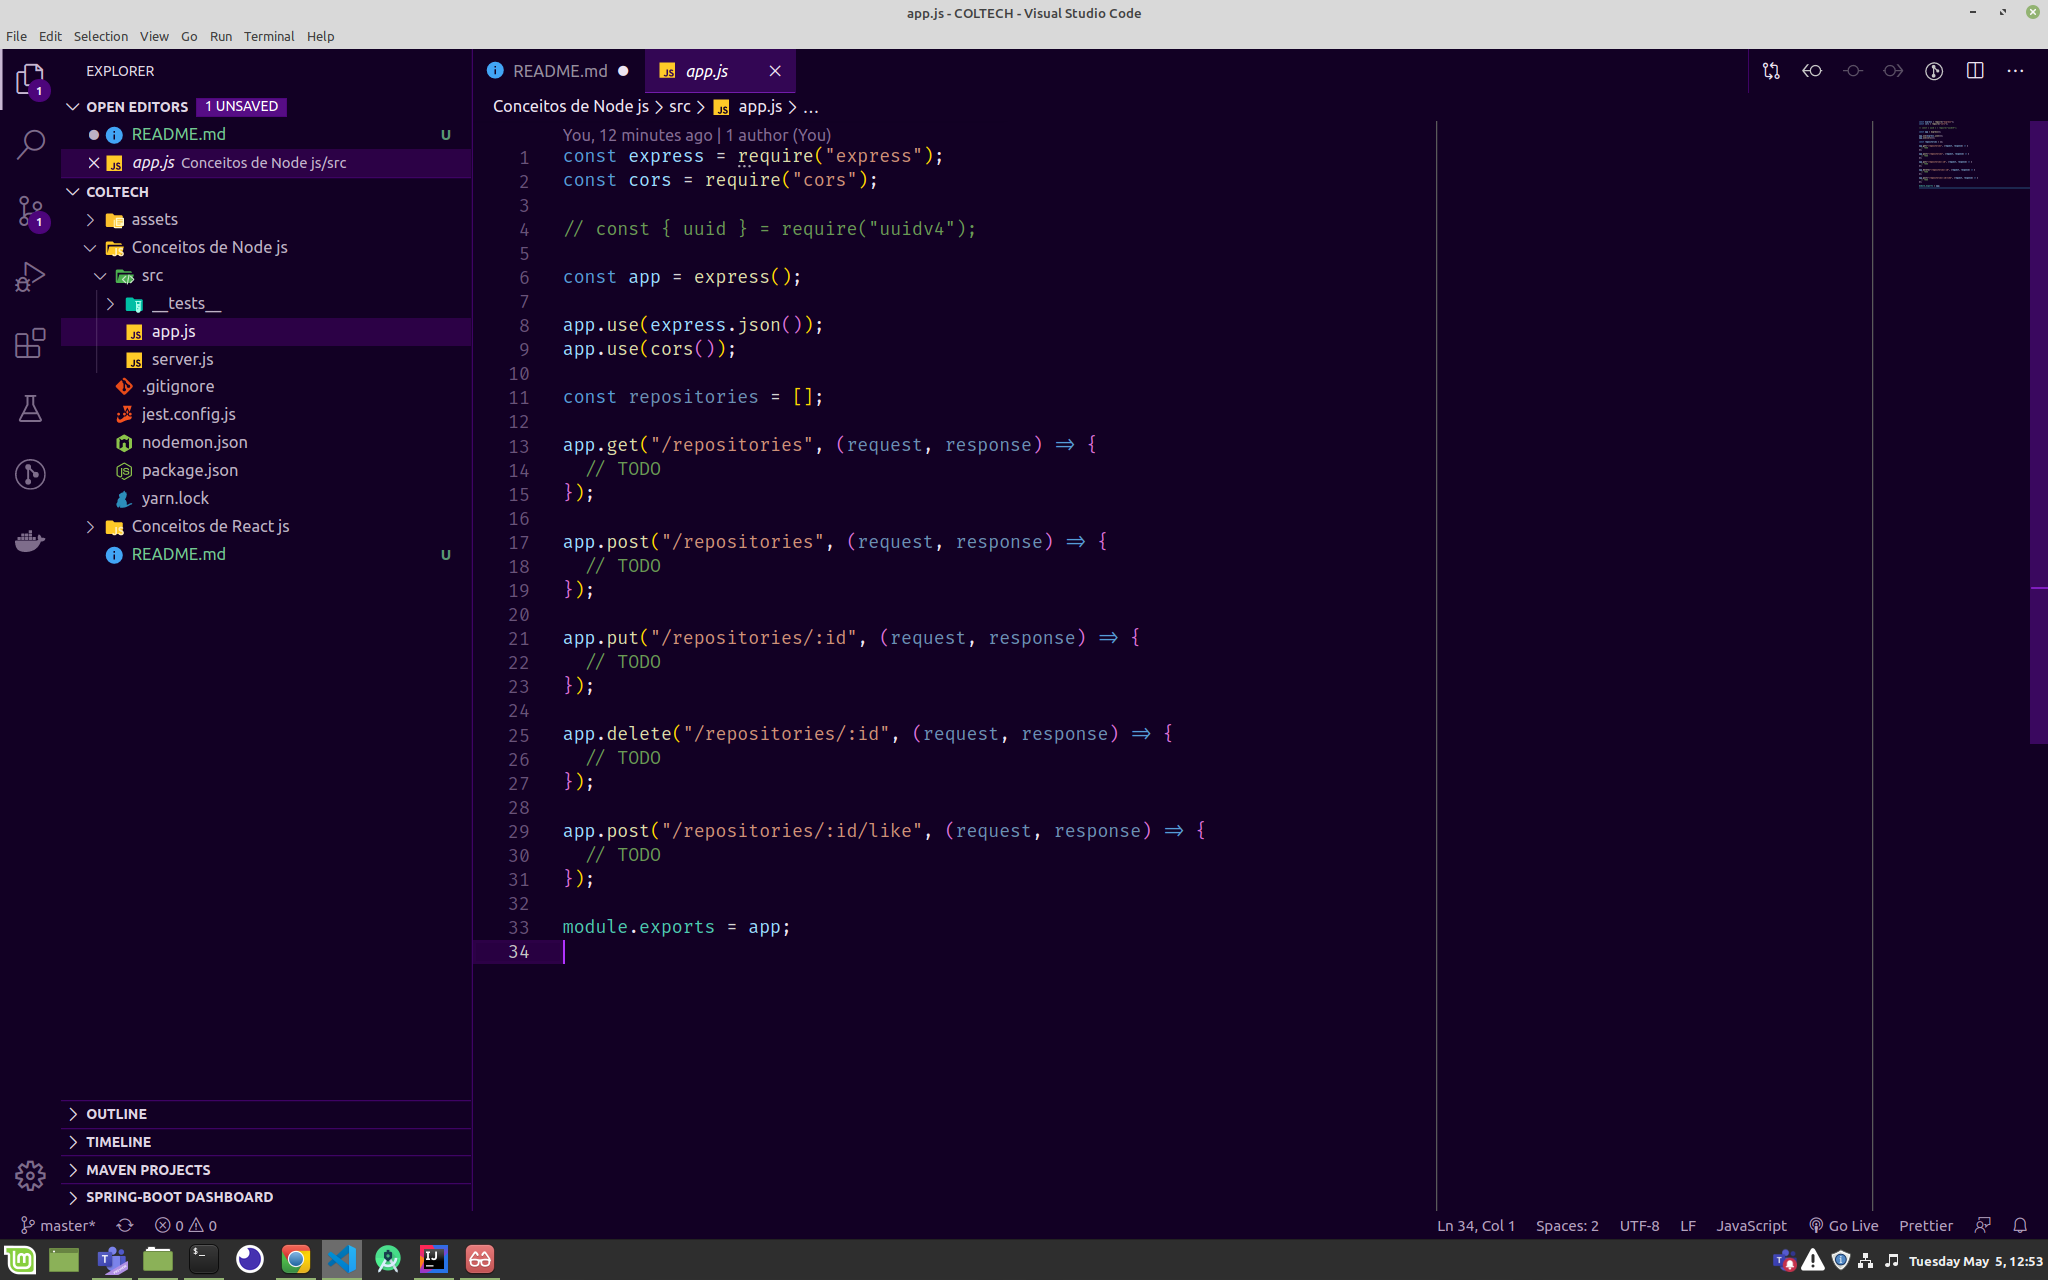 app.js - COLTECH - Visual Studio Code
File Edit Selection View Go Run Terminal Help
EXPLORER
OPEN EDITORS 1 UNSAVED
README.md U
app.js Conceitos de Node js/src
COLTECH
assets
Conceitos de Node js
src
__tests__
app.js
server.js
.gitignore
jest.config.js
nodemon.json
package.json
yarn.lock
Conceitos de React js
README.md U
OUTLINE
TIMELINE
MAVEN PROJECTS
SPRING-BOOT DASHBOARD
1
1
README.md app.js
Conceitos de Node js > src > app.js > ...
You, 12 minutes ago | 1 author (You)
1 const express = require("express");
2 const cors = require("cors");
3
4 // const { uuid } = require("uuidv4");
5
6 const app = express();
7
8 app.use(express.json());
9 app.use(cors());
10
11 const repositories = [];
12
13 app.get("/repositories", (request, response) => {
14 // TODO
15 });
16
17 app.post("/repositories", (request, response) => {
18 // TODO
19 });
20
21 app.put("/repositories/:id", (request, response) => {
22 // TODO
23 });
24
25 app.delete("/repositories/:id", (request, response) => {
26 // TODO
27 });
28
29 app.post("/repositories/:id/like", (request, response) => {
30 // TODO
31 });
32
33 module.exports = app;
34
master* 0 0 Ln 34, Col 1 Spaces: 2 UTF-8 LF JavaScript Go Live Prettier
Tuesday May 5, 12:53